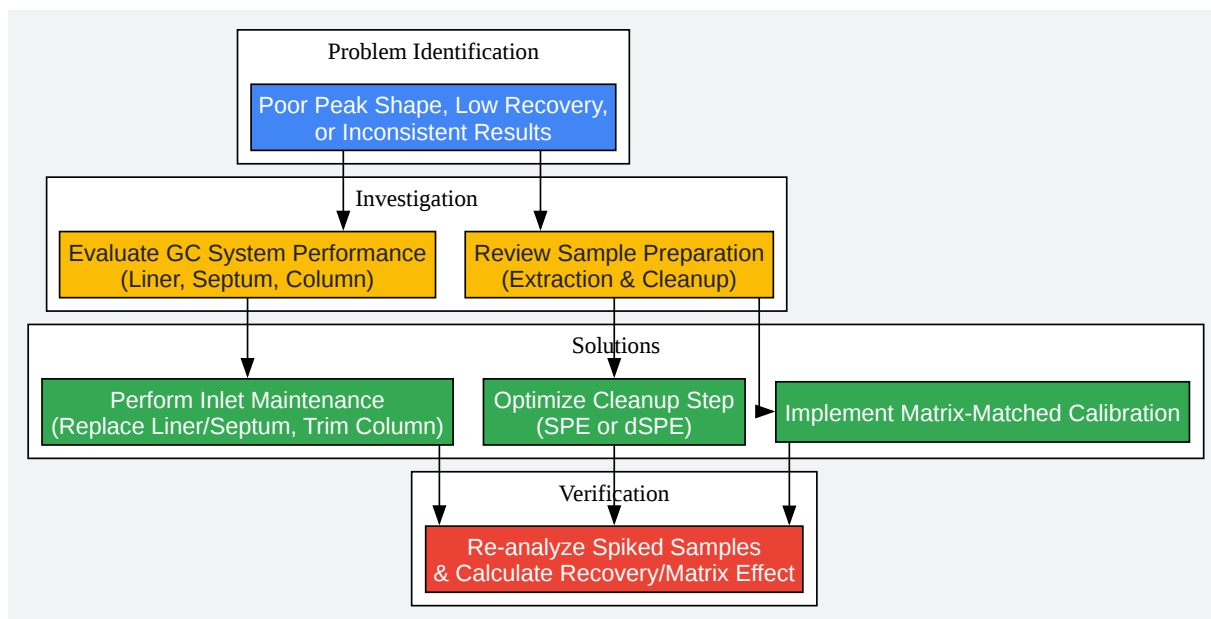 Problem Identification
Poor Peak Shape, Low Recovery,
or Inconsistent Results
Investigation
Evaluate GC System Performance
(Liner, Septum, Column)
Review Sample Preparation
(Extraction & Cleanup)
Solutions
Perform Inlet Maintenance
(Replace Liner/Septum, Trim Column)
Optimize Cleanup Step
(SPE or dSPE)
Implement Matrix-Matched Calibration
Verification
Re-analyze Spiked Samples
& Calculate Recovery/Matrix Effect